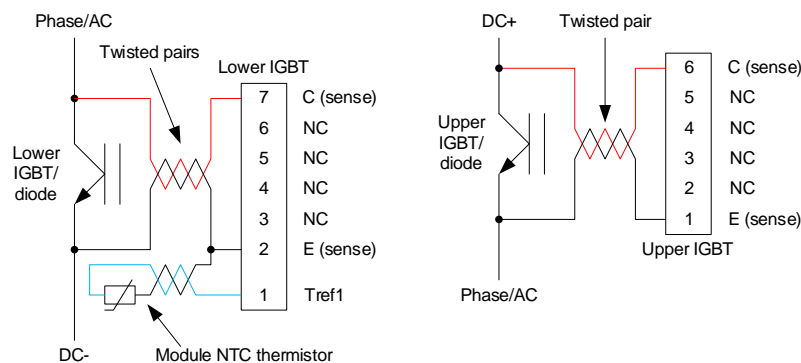 Phase/AC
Twisted pairs
Lower IGBT
7 C (sense)
6 NC
5 NC
4 NC
3 NC
2 E (sense)
1 Tref1
Lower
IGBT/
diode
DC-
Module NTC thermistor
DC+
Twisted pair
6 C (sense)
5 NC
4 NC
3 NC
2 NC
1 E (sense)
Upper
IGBT/
diode
Upper IGBT
Phase/AC